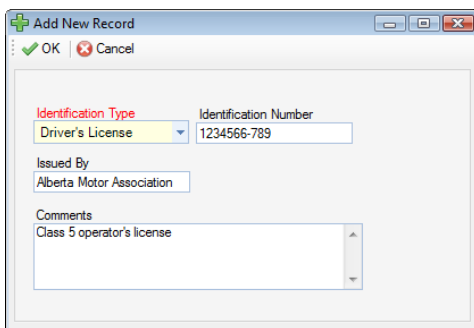 Add New Record
OK Cancel
Identification Type Identification Number
Driver's License 1234566-789
Issued By
Alberta Motor Association
Comments
Class 5 operator's license